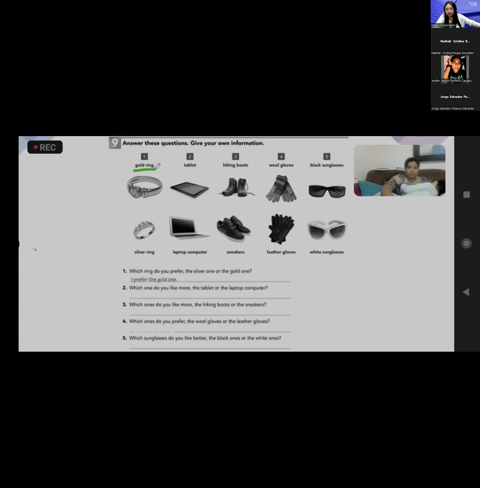 REC
9 Answer these questions. Give your own information.
1 2 3 4 5
gold ring tablet hiking boots wool gloves black sunglasses
silver ring laptop computer sneakers leather gloves white sunglasses
1. Which ring do you prefer, the silver one or the gold one?
I prefer the gold one.
2. Which one do you like more, the tablet or the laptop computer?
3. Which ones do you like more, the hiking boots or the sneakers?
4. Which ones do you prefer, the wool gloves or the leather gloves?
5. Which sunglasses do you like better, the black ones or the white ones?